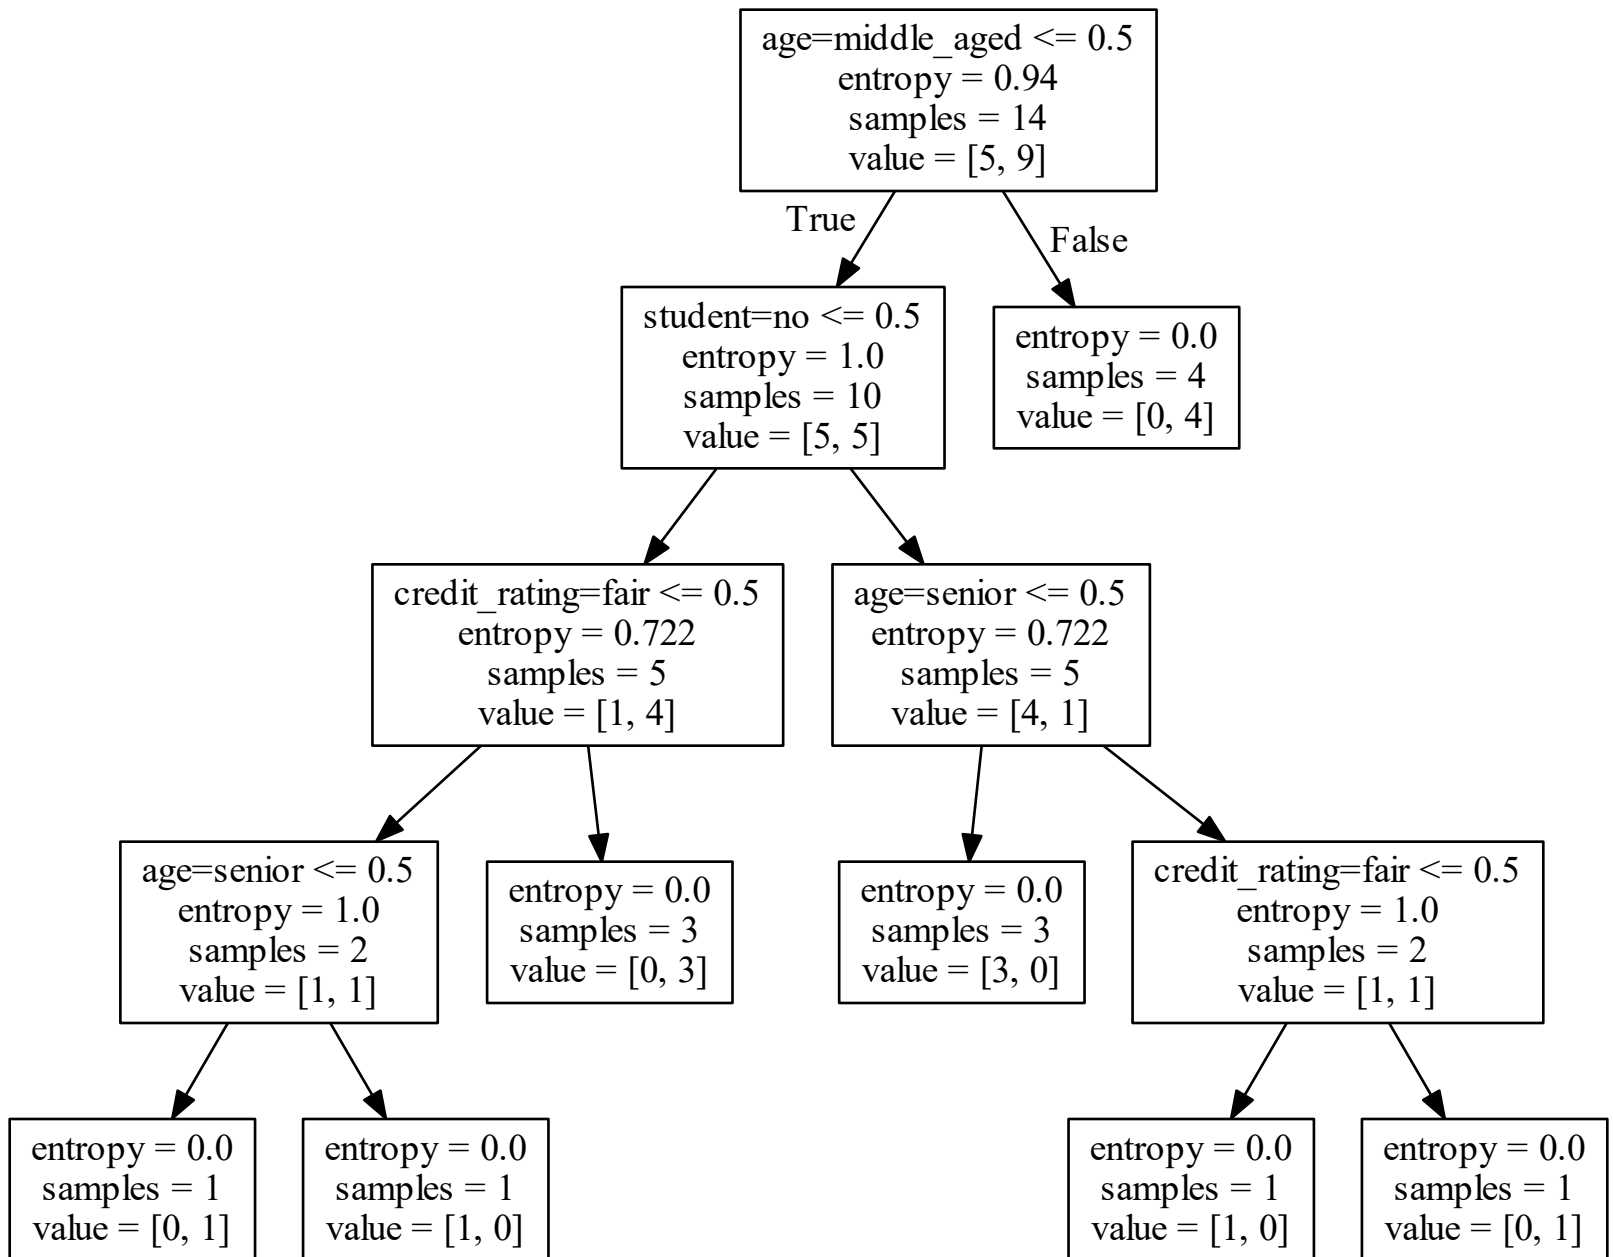 age=middle_aged <= 0.5
entropy = 0.94
samples = 14
value = [5, 9]
True
False
student=no <= 0.5
entropy = 1.0
samples = 10
value = [5, 5]
entropy = 0.0
samples = 4
value = [0, 4]
credit_rating=fair <= 0.5
entropy = 0.722
samples = 5
value = [1, 4]
age=senior <= 0.5
entropy = 0.722
samples = 5
value = [4, 1]
age=senior <= 0.5
entropy = 1.0
samples = 2
value = [1, 1]
entropy = 0.0
samples = 3
value = [0, 3]
entropy = 0.0
samples = 3
value = [3, 0]
credit_rating=fair <= 0.5
entropy = 1.0
samples = 2
value = [1, 1]
entropy = 0.0
samples = 1
value = [0, 1]
entropy = 0.0
samples = 1
value = [1, 0]
entropy = 0.0
samples = 1
value = [1, 0]
entropy = 0.0
samples = 1
value = [0, 1]